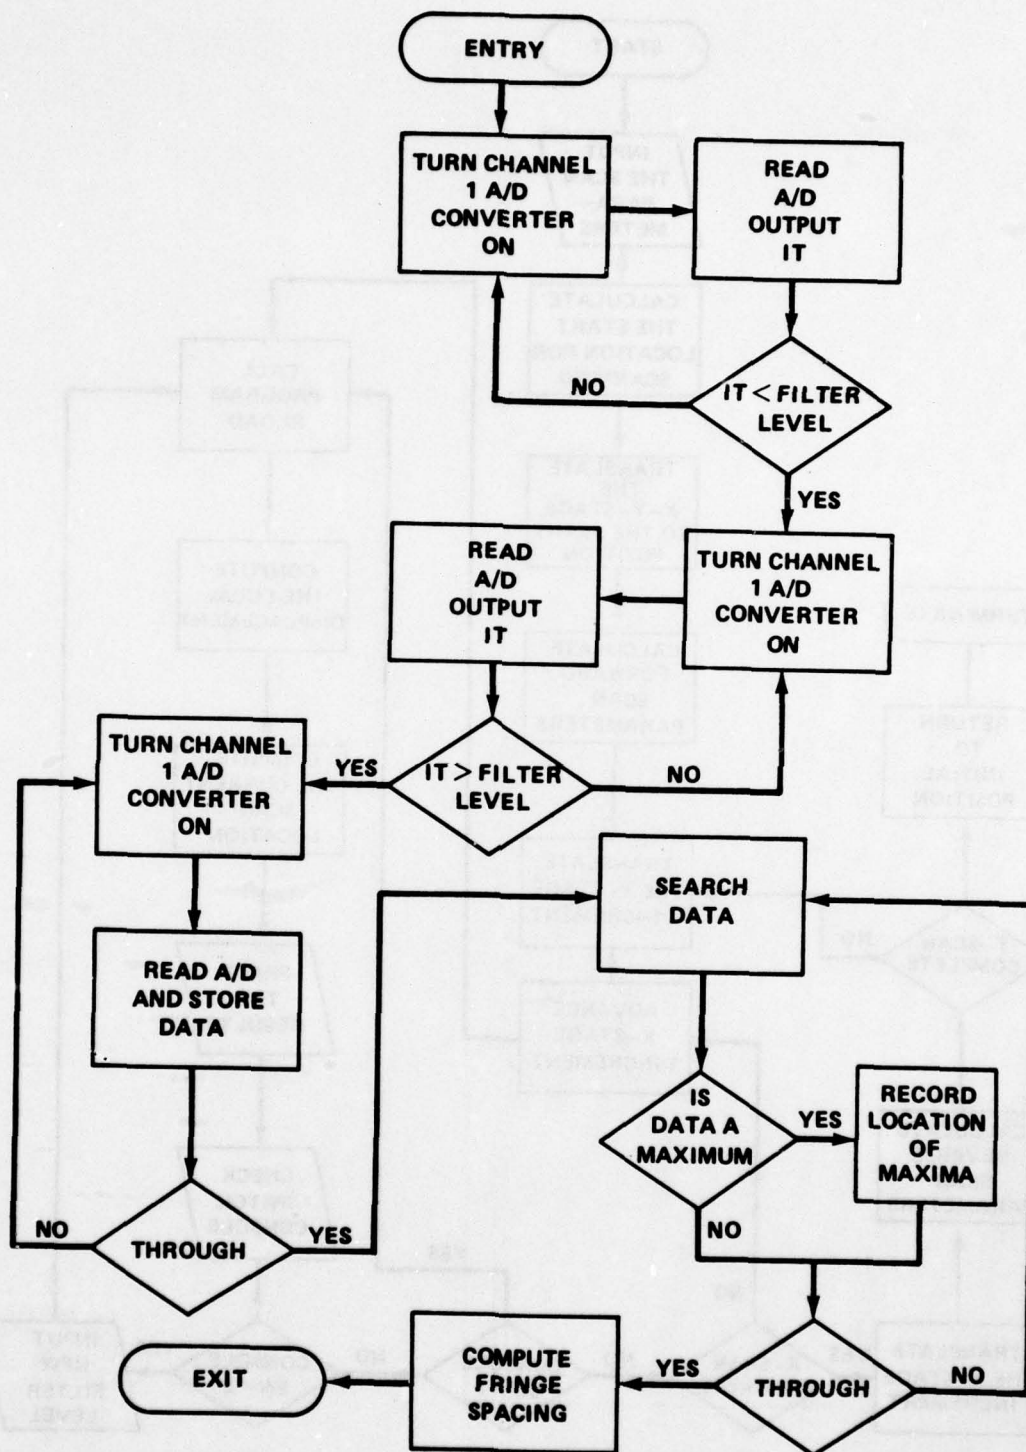 ENTRY
TURN CHANNEL
1 A/D
CONVERTER
ON
READ
A/D
OUTPUT
IT
IT < FILTER
LEVEL
NO
YES
TURN CHANNEL
1 A/D
CONVERTER
ON
READ
A/D
OUTPUT
IT
IT > FILTER
LEVEL
NO
YES
TURN CHANNEL
1 A/D
CONVERTER
ON
READ A/D
AND STORE
DATA
THROUGH
NO
YES
SEARCH
DATA
IS
DATA A
MAXIMUM
YES
RECORD
LOCATION
OF
MAXIMA
NO
THROUGH
NO
YES
COMPUTE
FRINGE
SPACING
EXIT